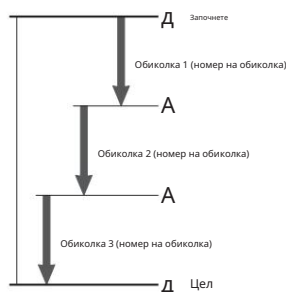 Д Започнете
Обиколка 1 (номер на обиколка)
А
Обиколка 2 (номер на обиколка)
А
Обиколка 3 (номер на обиколка)
Д Цел